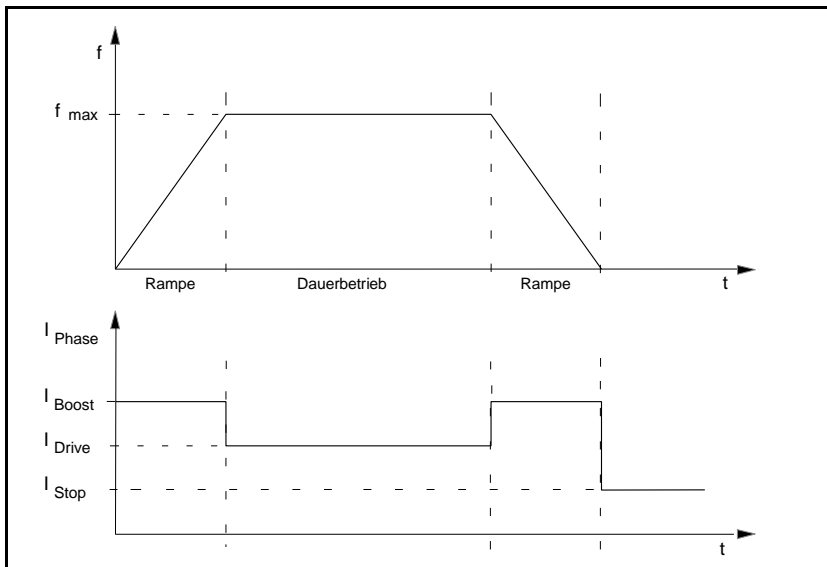 f
f max
Rampe Dauerbetrieb Rampe t
I Phase
I Boost
I Drive
I Stop
t